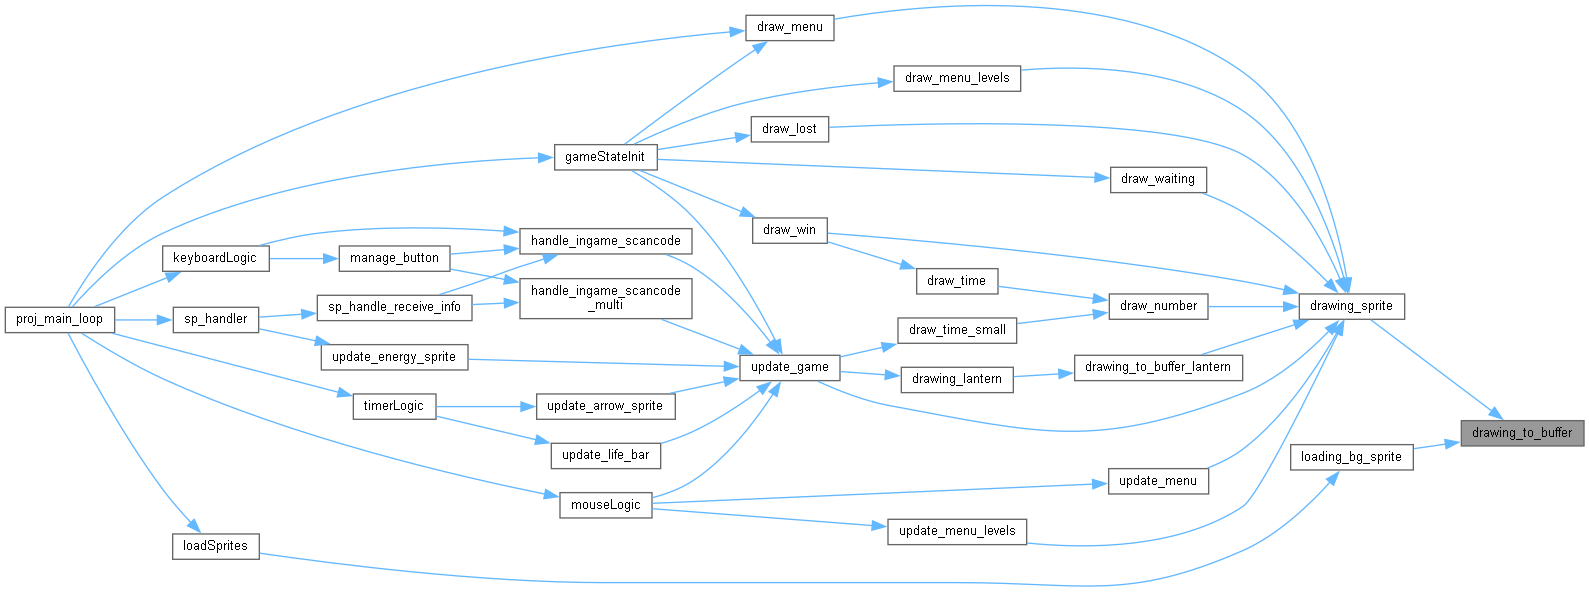 draw_menu
draw_menu_levels
draw_lost
gameStateInit
draw_waiting
draw_win
handle_ingame_scancode
keyboardLogic
manage_button
draw_time
handle_ingame_scancode
_multi
sp_handle_receive_info
draw_number
drawing_sprite
proj_main_loop
sp_handler
draw_time_small
update_energy_sprite
update_game
drawing_to_buffer_lantern
drawing_lantern
timerLogic
update_arrow_sprite
drawing_to_buffer
update_life_bar
loading_bg_sprite
update_menu
mouseLogic
update_menu_levels
loadSprites